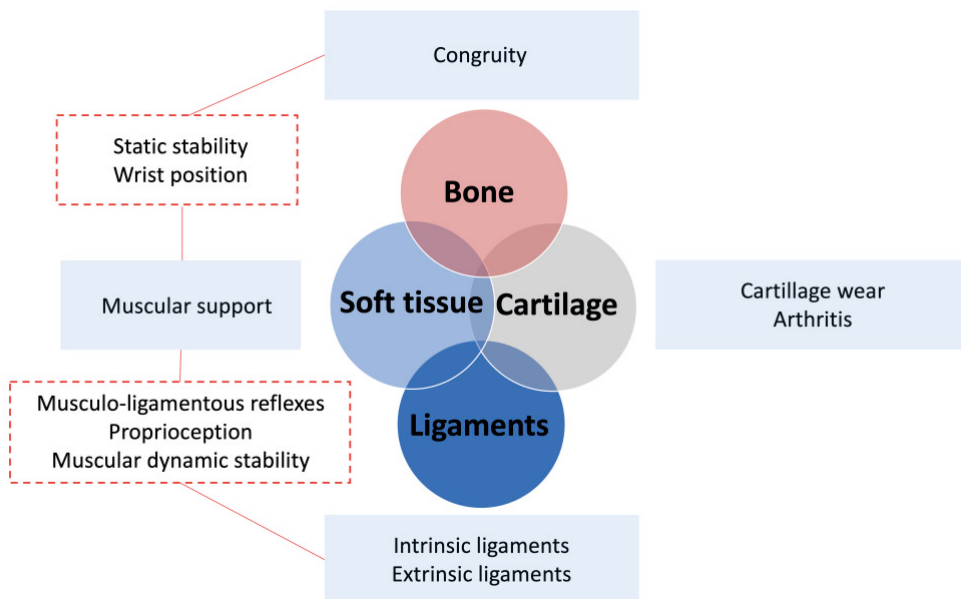 Congruity
Static stability
Wrist position
Bone
Muscular support
Soft tissue
Cartilage
Cartillage wear
Arthritis
Musculo-ligamentous reflexes
Proprioception
Muscular dynamic stability
Ligaments
Intrinsic ligaments
Extrinsic ligaments